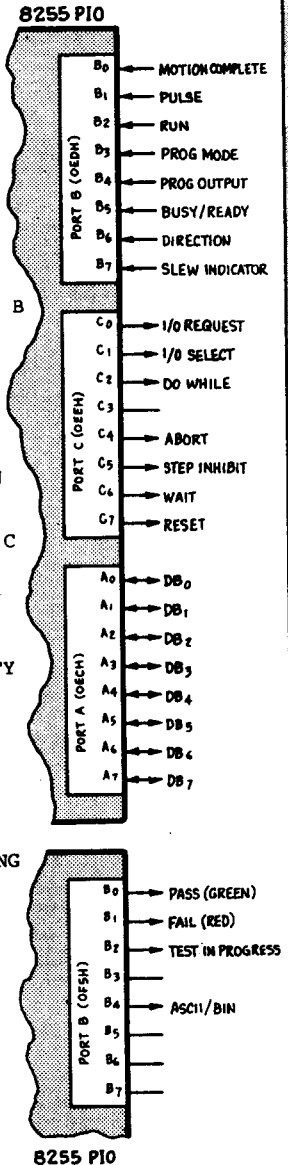 8255 PIO
PORT B (0EDH)
B0 MOTION COMPLETE
B1 PULSE
B2 RUN
B3 PROG MODE
B4 PROG OUTPUT
B5 BUSY/READY
B6 DIRECTION
B7 SLEW INDICATOR
B
PORT C (0EEH)
C0 I/O REQUEST
C1 I/O SELECT
C2 DO WHILE
C3
C4 ABORT
N
C5 STEP INHIBIT
C6 WAIT
C7 RESET
C
PORT A (0ECH)
A0 DB0
A1 DB1
A2 DB2
TY
A3 DB3
A4 DB4
A5 DB5
A6 DB6
A7 DB7
NG
PORT B (0F5H)
B0 PASS (GREEN)
B1 FAIL (RED)
B2 TEST IN PROGRESS
B3
B4 ASCII/BIN
B5
B6
B7
8255 PIO